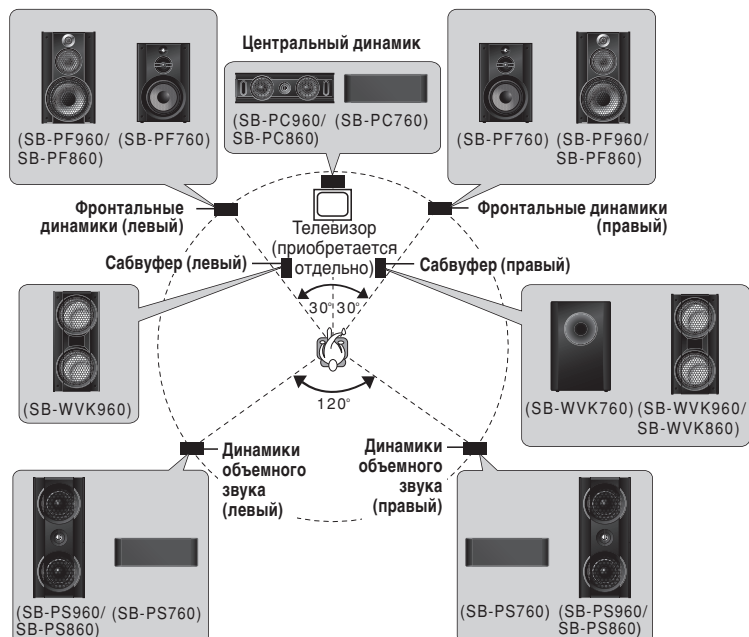 Центральный динамик
(SB-PF960/
SB-PF860)
(SB-PF760)
(SB-PC960/
SB-PC860)
(SB-PC760)
(SB-PF760)
(SB-PF960/
SB-PF860)
Фронтальные
динамики (левый)
Телевизор
(приобретается
отдельно)
Фронтальные динамики
(правый)
Сабвуфер (левый)
Сабвуфер (правый)
30° 30°
120°
(SB-WVK960)
(SB-WVK760)
(SB-WVK960/
SB-WVK860)
Динамики
объемного
звука
(левый)
Динамики
объемного
звука
(правый)
(SB-PS960/
SB-PS860)
(SB-PS760)
(SB-PS760)
(SB-PS960/
SB-PS860)